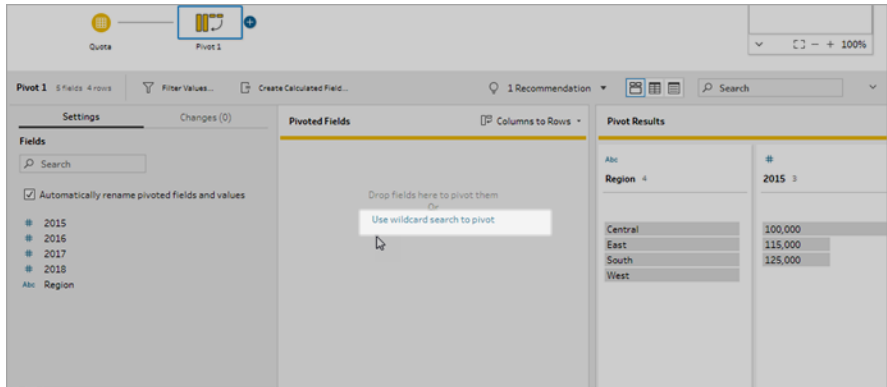 Quota
Pivot 1
100%
Pivot 1 5 fields 4 rows Filter Values... Create Calculated Field... 1 Recommendation Search
Settings Changes (0)
Fields
Search
Automatically rename pivoted fields and values
# 2015
# 2016
# 2017
# 2018
Abc Region
Pivoted Fields Columns to Rows
Drop fields here to pivot them
Or
Use wildcard search to pivot
Pivot Results
Abc
Region 4
Central
East
South
West
#
2015 3
100,000
115,000
125,000